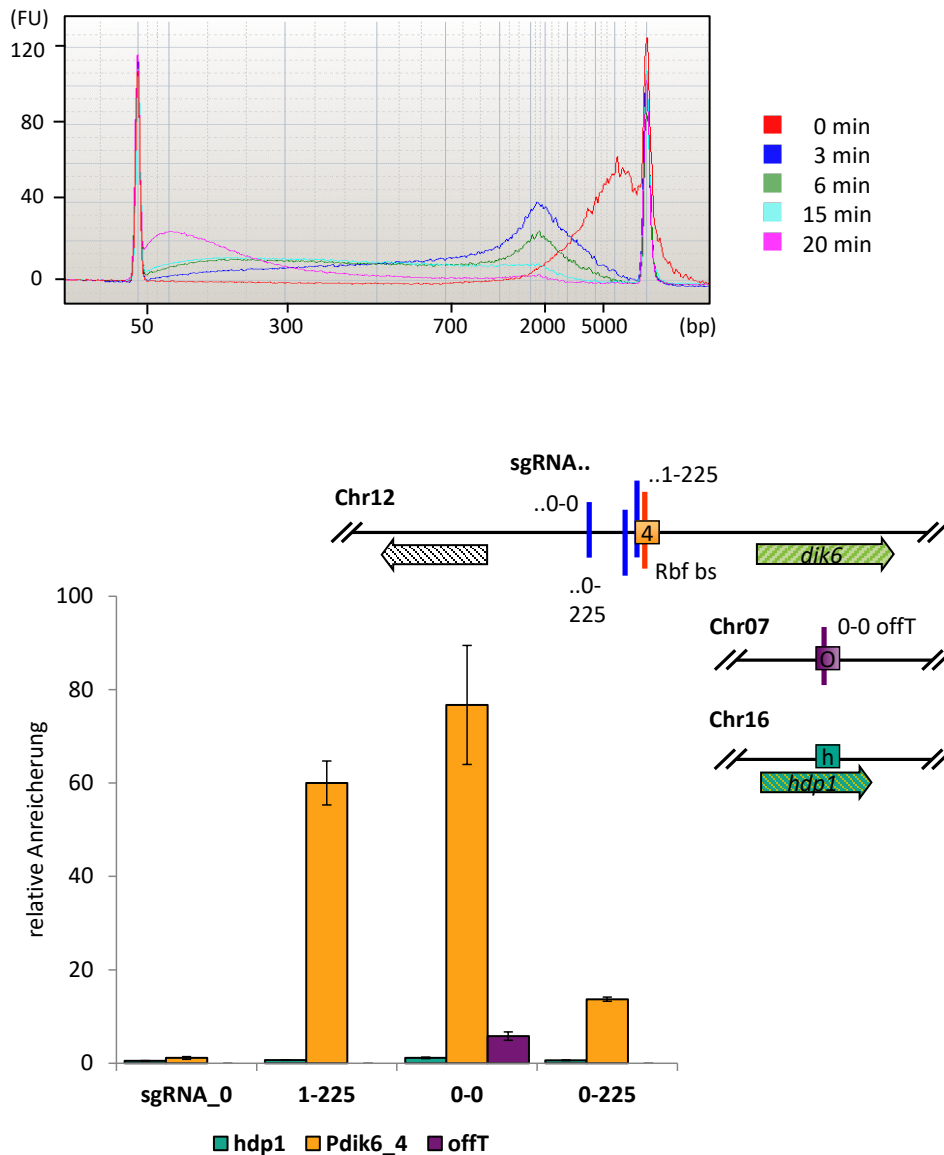 (FU)
120
80
40
0
50 300 700 2000 5000 (bp)
0 min
3 min
6 min
15 min
20 min
sgRNA..
..1-225
..0-0
Chr12
4
dik6
Rbf bs
..0-
225
Chr07
0-0 offT
O
Chr16
h
hdp1
relative Anreicherung
100
80
60
40
20
0
sgRNA_0 1-225 0-0 0-225
hdp1 Pdik6_4 offT